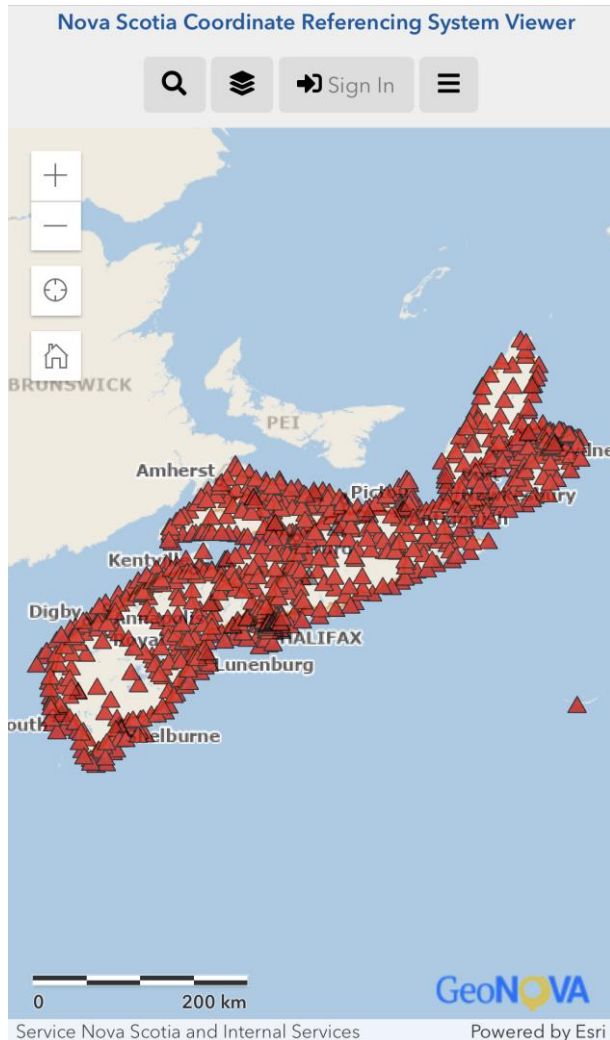 Nova Scotia Coordinate Referencing System Viewer
Sign In
BRUNSWICK
PEI
Amherst
Digby
HALIFAX
Lunenburg
0 200 km
GeoNOVA
Service Nova Scotia and Internal Services Powered by Esri